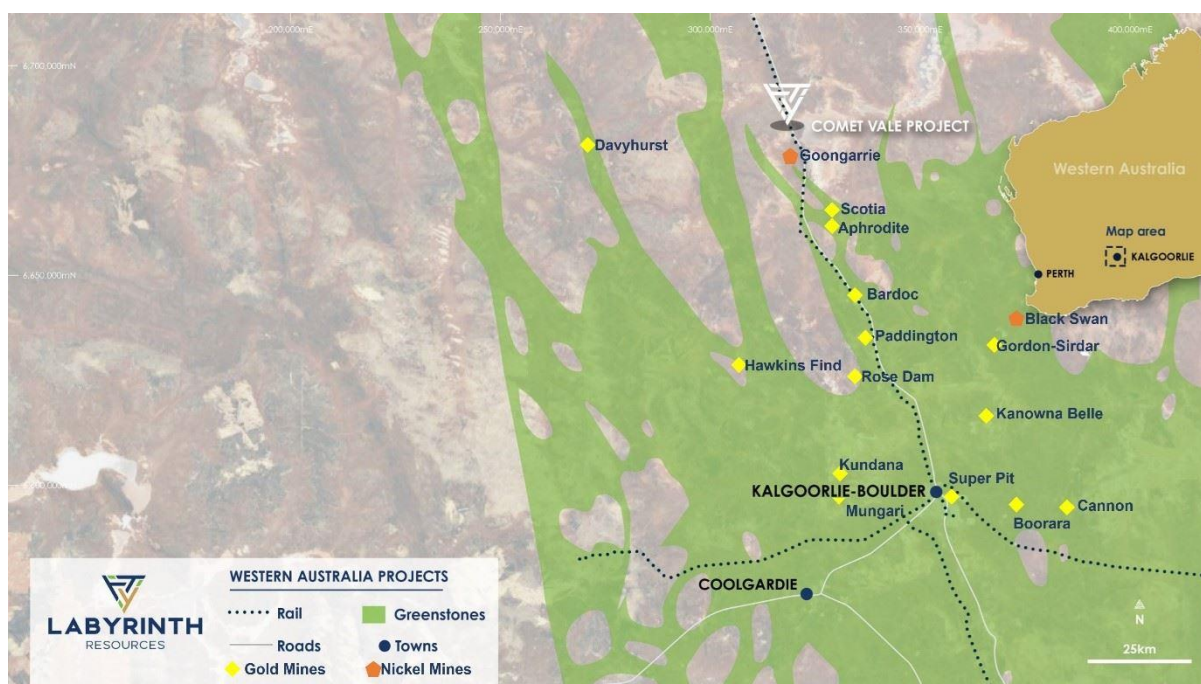 200,000mE
250,000mE
300,000mE
350,000mE
400,000mE
6,700,000mN
COMET VALE PROJECT
Davyhurst
Goongarrie
Western Australia
Scotia
Aphrodite
Map area
KALGOORLIE
PERTH
6,650,000mN
Bardoc
Black Swan
Paddington
Gordon-Sirdar
Hawkins Find
Rose Dam
Kanowna Belle
Kundana
Super Pit
KALGOORLIE-BOULDER
Mungari
Cannon
Boorara
COOLGARDIE
LABYRINTH
RESOURCES
WESTERN AUSTRALIA PROJECTS
Rail
Greenstones
Roads
Towns
Gold Mines
Nickel Mines
N
25km